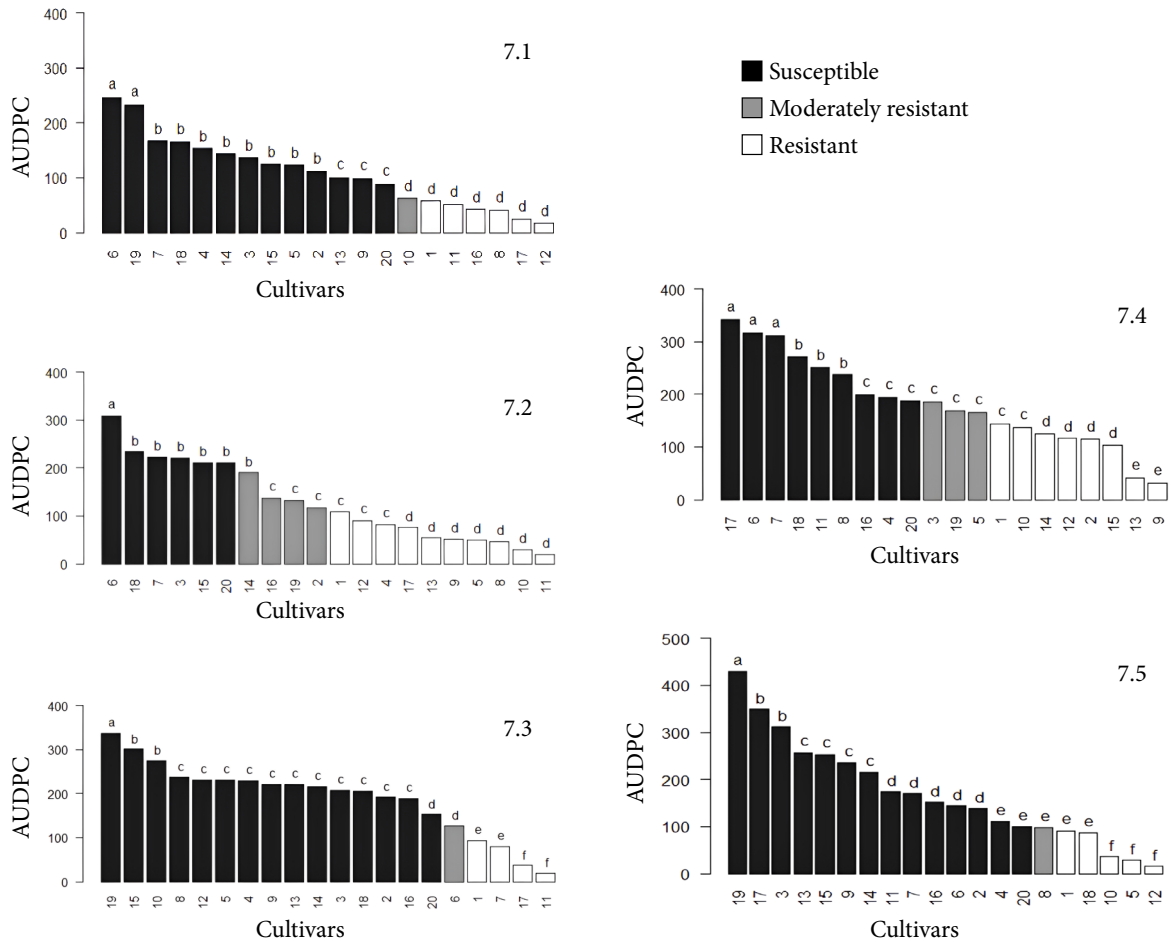 7.1
AUDPC
400
300
200
100
0
a a b b b b b b b b c c c d d d d d d d
6 19 7 18 4 14 3 15 5 2 13 9 20 10 1 11 16 8 17 12
Cultivars
Susceptible
Moderately resistant
Resistant
7.2
AUDPC
400
300
200
100
0
a b b b b b b c c c c c c d d d d d d d
6 18 7 3 15 20 14 16 19 2 1 12 4 17 13 9 5 8 10 11
Cultivars
7.3
AUDPC
400
300
200
100
0
a b b c c c c c c c c c c c d d e e f f
19 15 10 8 12 5 4 9 13 14 3 18 2 16 20 6 1 7 17 11
Cultivars
7.4
AUDPC
400
300
200
100
0
a a a b b b c c c c c c c c d d d d e e
17 6 7 18 11 8 16 4 20 3 19 5 1 10 14 12 2 15 13 9
Cultivars
7.5
AUDPC
500
400
300
200
100
0
a b b c c c c d d d d d e e e e e f f f
19 17 3 13 15 9 14 11 7 16 6 2 4 20 8 1 18 10 5 12
Cultivars